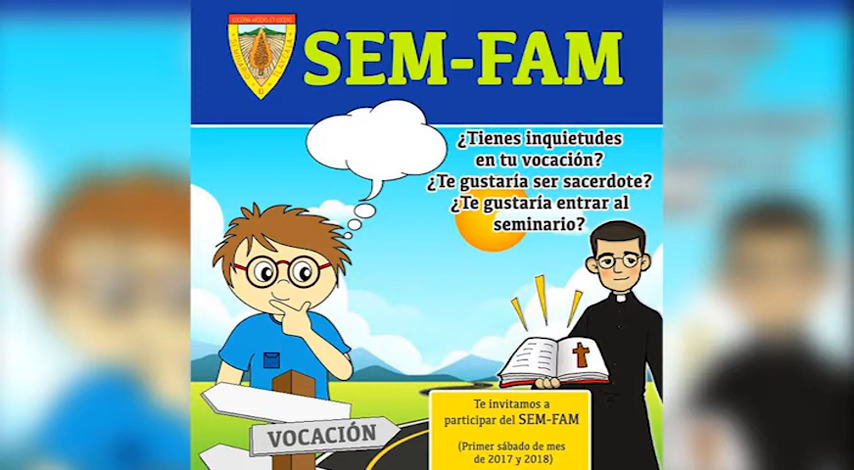 SEM-FAM
¿Tienes inquietudes
en tu vocación?
¿Te gustaría ser sacerdote?
¿Te gustaría entrar al
seminario?
VOCACIÓN
Te invitamos a
participar del SEM-FAM
(Primer sábado de mes
de 2017 y 2018)